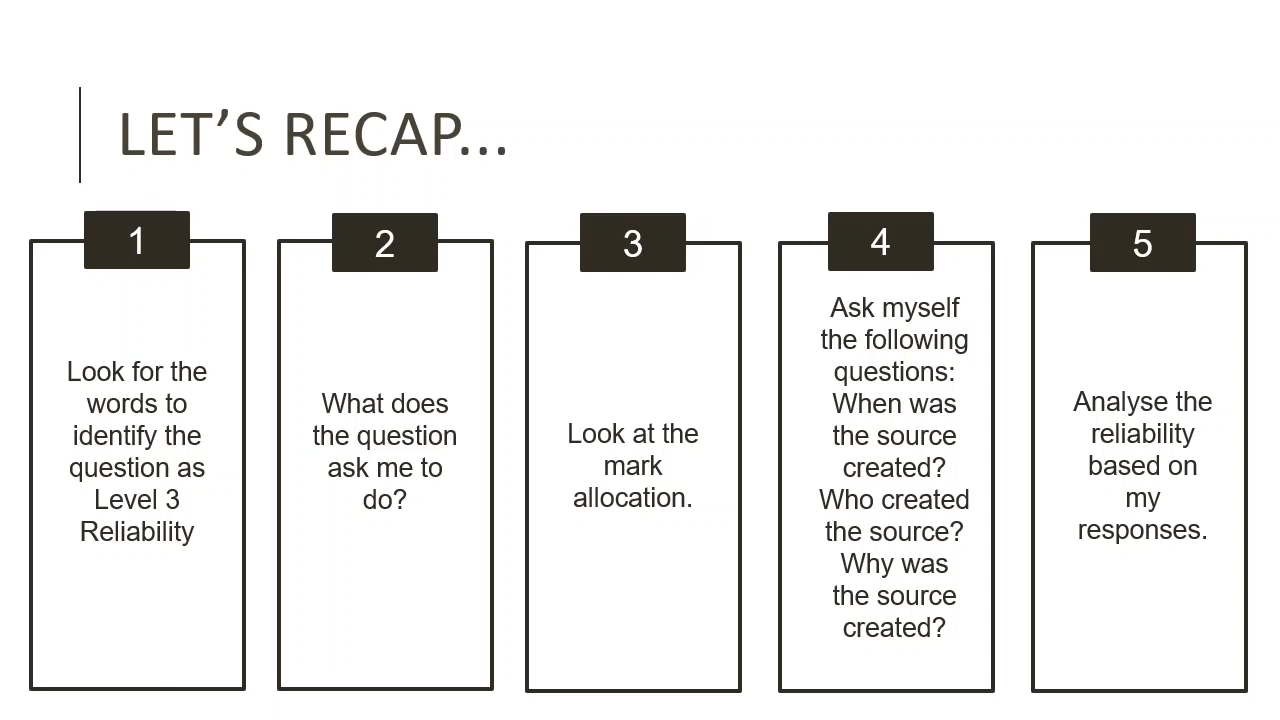 LET’S RECAP...
1
Look for the
words to
identify the
question as
Level 3
Reliability
2
What does
the question
ask me to
do?
3
Look at the
mark
allocation.
4
Ask myself
the following
questions:
When was
the source
created?
Who created
the source?
Why was
the source
created?
5
Analyse the
reliability
based on
my
responses.